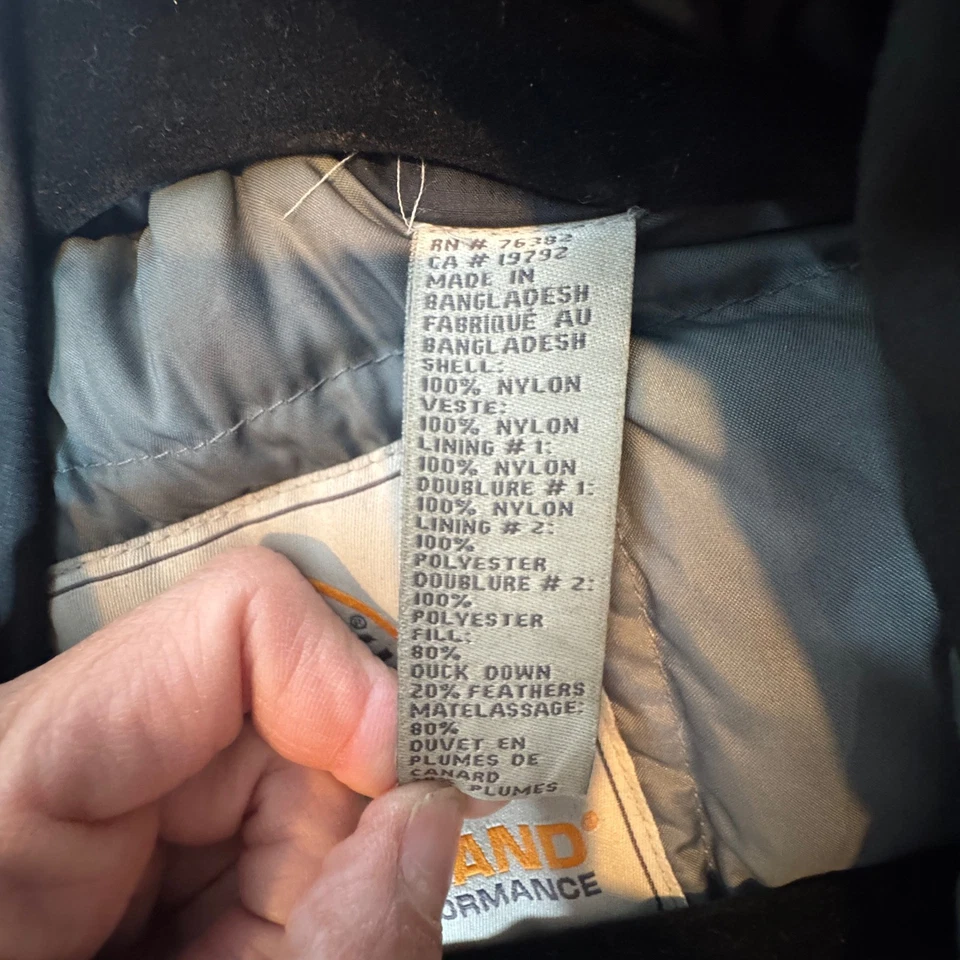 RN # 76382
CA # 19792
MADE IN
BANGLADESH
FABRIQUÉ AU
BANGLADESH
SHELL:
100% NYLON
VESTE:
100% NYLON
LINING # 1:
100% NYLON
DOUBLURE # 1:
100% NYLON
LINING # 2:
100%
POLYESTER
DOUBLURE # 2:
100%
POLYESTER
FILL:
80%
DUCK DOWN
20% FEATHERS
MATELASSAGE:
80%
DUVET EN
PLUMES DE
CANARD
PLUMES
AND®
ORMANCE